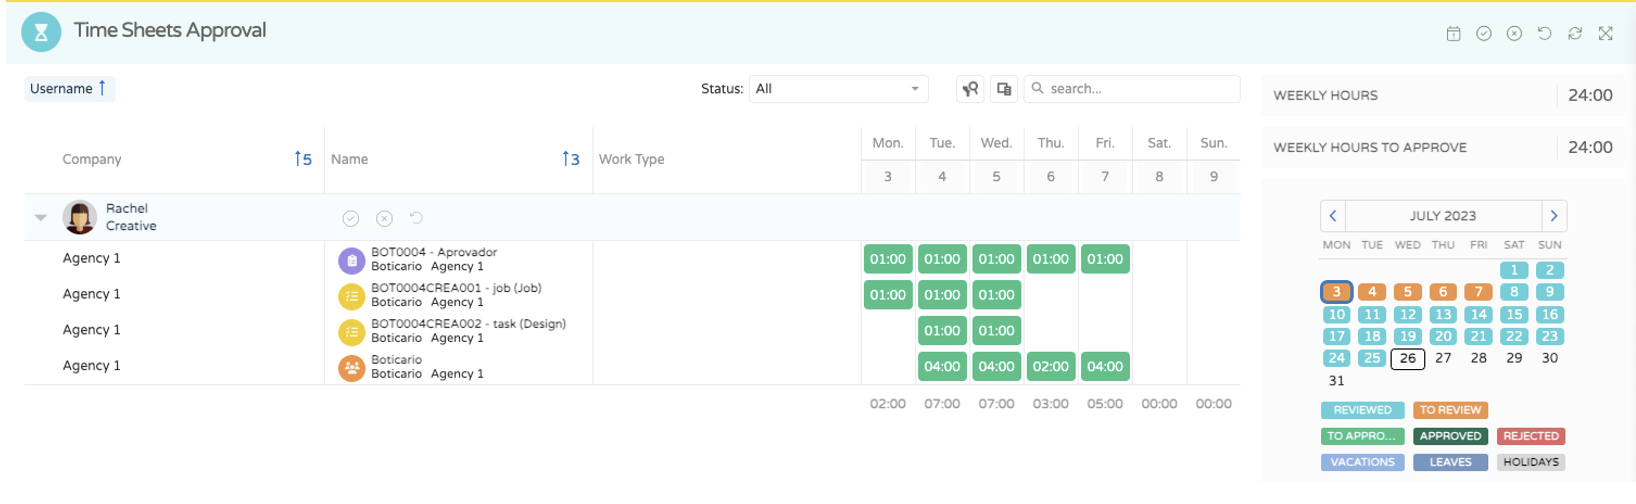 Time Sheets Approval
Username
Status: All search...
WEEKLY HOURS 24:00
WEEKLY HOURS TO APPROVE 24:00
Company 5 Name 3 Work Type Mon. Tue. Wed. Thu. Fri. Sat. Sun.
3 4 5 6 7 8 9
Rachel
Creative
Agency 1 BOT0004 - Aprovador
Boticario Agency 1 01:00 01:00 01:00 01:00 01:00
Agency 1 BOT0004CREA001 - job (Job)
Boticario Agency 1 01:00 01:00 01:00
Agency 1 BOT0004CREA002 - task (Design)
Boticario Agency 1 01:00 01:00
Agency 1 Boticario
Boticario Agency 1 04:00 04:00 02:00 04:00
02:00 07:00 07:00 03:00 05:00 00:00 00:00
JULY 2023
MON TUE WED THU FRI SAT SUN
1 2
3 4 5 6 7 8 9
10 11 12 13 14 15 16
17 18 19 20 21 22 23
24 25 26 27 28 29 30
31
REVIEWED TO REVIEW
TO APPRO... APPROVED REJECTED
VACATIONS LEAVES HOLIDAYS